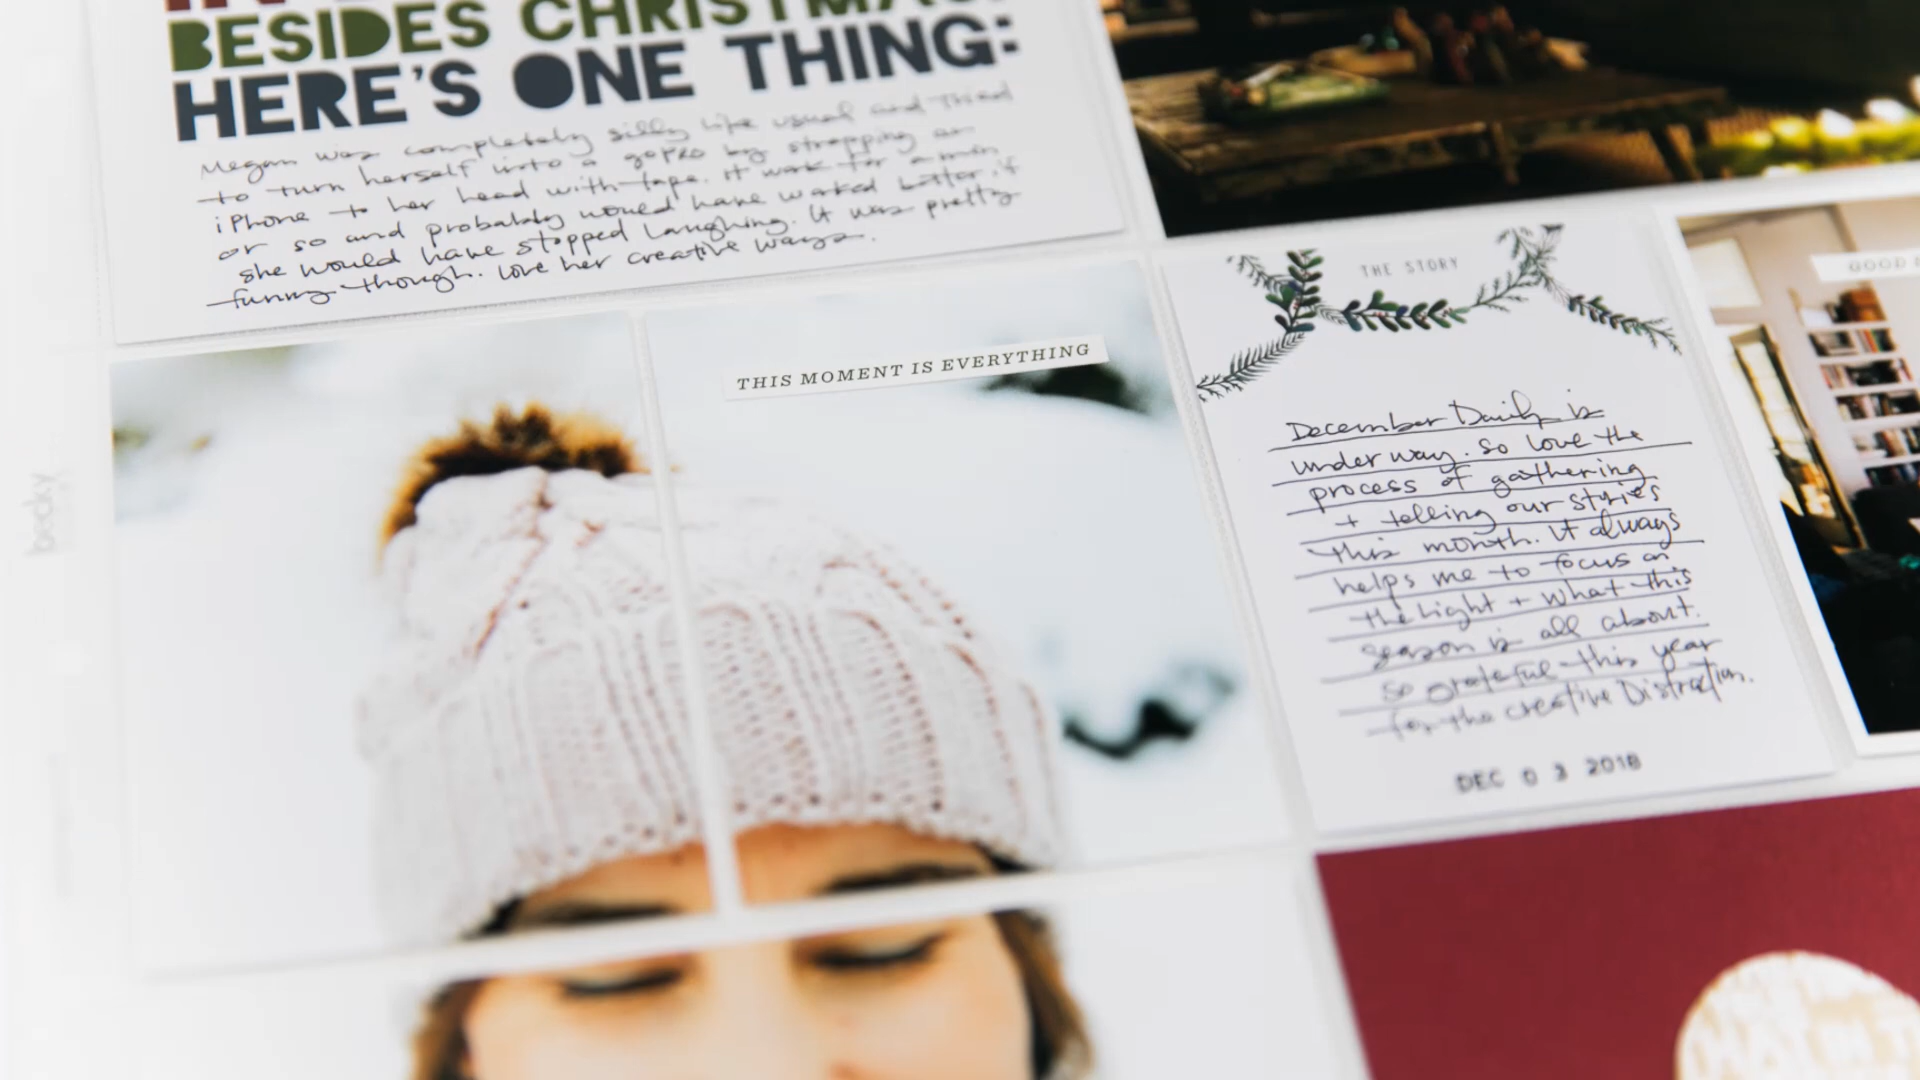 BESIDES CHRISTMAS.
HERE'S ONE THING:
Megan was completely silly like usual and tried
to turn herself into a gopro by strapping an
iPhone to her head with tape. It work for a min
or so and probably would have worked better if
she would have stopped laughing. It was pretty
funny though. Love her creative ways.
THIS MOMENT IS EVERYTHING
THE STORY
December Daily is
under way. So love the
process of gathering
+ telling our stories
this month. It always
helps me to focus on
the light + what this
season is all about.
So grateful this year
for the creative Distraction.
DEC 0 3 2018
GOOD
becky